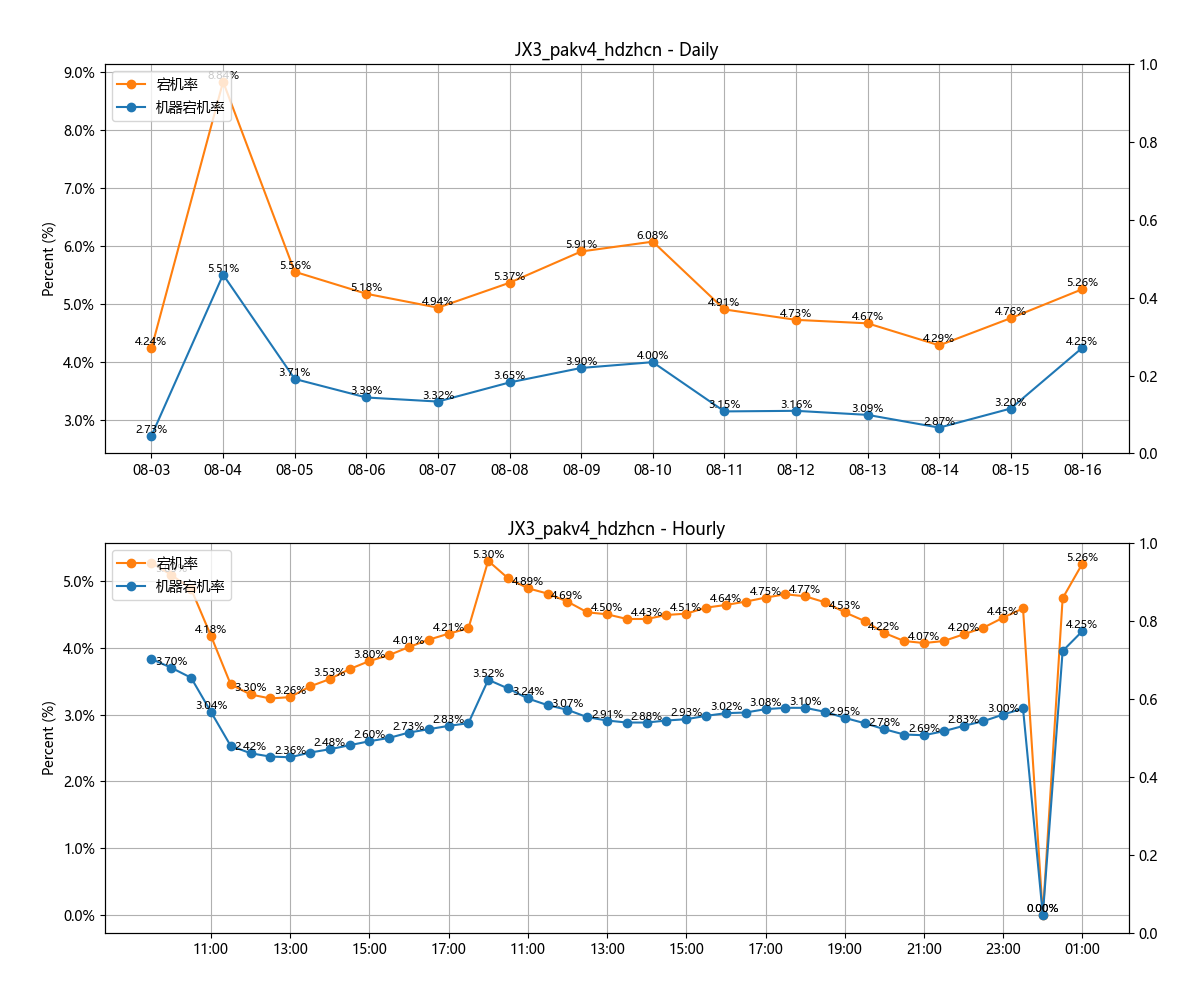 JX3_pakv4_hdzhcn - Daily
宕机率
机器宕机率
Percent (%)
9.0%
8.0%
7.0%
6.0%
5.0%
4.0%
3.0%
1.0
0.8
0.6
0.4
0.2
0.0
4.24% 8.84% 5.56% 5.18% 4.94% 5.37% 5.91% 6.08% 4.91% 4.73% 4.67% 4.29% 4.76% 5.26%
2.73% 5.51% 3.71% 3.39% 3.32% 3.65% 3.90% 4.00% 3.15% 3.16% 3.09% 2.87% 3.20% 4.25%
08-03 08-04 08-05 08-06 08-07 08-08 08-09 08-10 08-11 08-12 08-13 08-14 08-15 08-16
JX3_pakv4_hdzhcn - Hourly
宕机率
机器宕机率
Percent (%)
5.0%
4.0%
3.0%
2.0%
1.0%
0.0%
1.0
0.8
0.6
0.4
0.2
0.0
4.18% 3.30% 3.26% 3.53% 3.80% 4.01% 4.21% 5.30% 4.89% 4.69% 4.50% 4.43% 4.51% 4.64% 4.75% 4.77% 4.53% 4.22% 4.07% 4.20% 4.45% 0.00% 5.26%
3.70% 3.04% 2.42% 2.36% 2.48% 2.60% 2.73% 2.83% 3.52% 3.24% 3.07% 2.91% 2.88% 2.93% 3.02% 3.08% 3.10% 2.95% 2.78% 2.69% 2.83% 3.00% 0.00% 4.25%
11:00 13:00 15:00 17:00 11:00 13:00 15:00 17:00 19:00 21:00 23:00 01:00